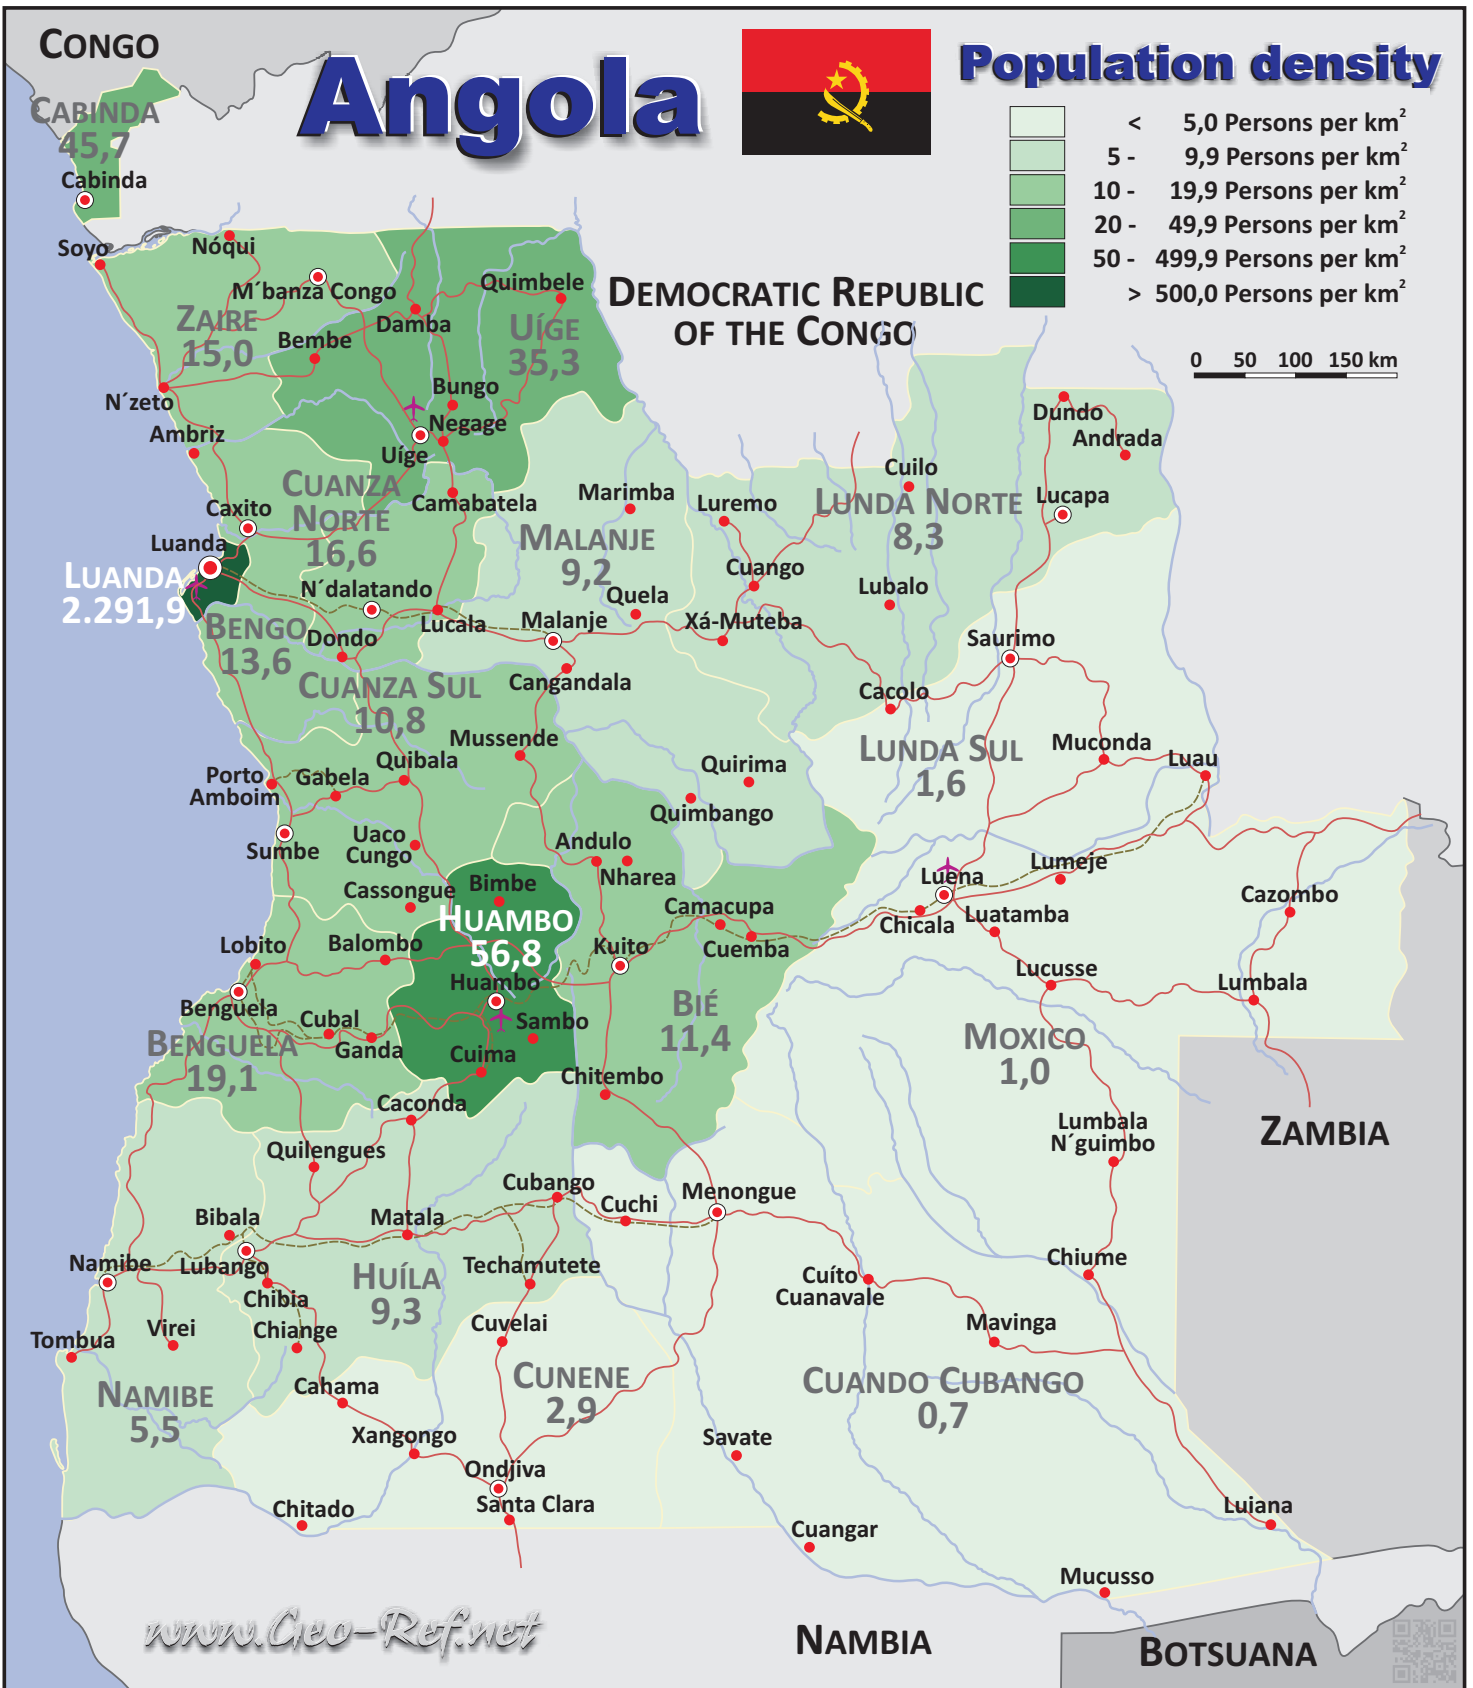 Angola
Population density
< 5,0 Persons per km²
5 - 9,9 Persons per km²
10 - 19,9 Persons per km²
20 - 49,9 Persons per km²
50 - 499,9 Persons per km²
> 500,0 Persons per km²
0 50 100 150 km
CONGO
CABINDA
45,7
Cabinda
Soyo
Nóqui
M´banza Congo
ZAIRE
15,0
Bembe
Damba
Quimbele
UÍGE
35,3
DEMOCRATIC REPUBLIC
OF THE CONGO
N´zeto
Bungo
Negage
Uíge
Ambriz
Dundo
Andrada
CUANZA
NORTE
16,6
Camabatela
Caxito
Luanda
LUANDA
2.291,9
Marimba
MALANJE
9,2
Luremo
Cuilo
LUNDA NORTE
8,3
Lucapa
Cuango
Lubalo
N´dalatando
Lucala
Quela
Malanje
Xá-Muteba
BENGO
13,6
Dondo
Cangandala
Saurimo
Cacolo
CUANZA SUL
10,8
Mussende
LUNDA SUL
1,6
Muconda
Luau
Porto
Amboim
Gabela
Quibala
Quirima
Quimbango
Sumbe
Uaco
Cungo
Andulo
Nharea
Cassongue
Bimbe
HUAMBO
56,8
Camacupa
Cuemba
Luena
Lumeje
Chicala
Luatamba
Cazombo
Lobito
Balombo
Kuito
Huambo
Lucusse
Lumbala
Benguela
BENGUELA
19,1
Cubal
Ganda
Sambo
Cuima
BIÉ
11,4
MOXICO
1,0
Chitembo
Caconda
Lumbala
N´guimbo
ZAMBIA
Quilengues
Cubango
Cuchi
Menongue
Bibala
Matala
Namibe
Lubango
Chibia
HUÍLA
9,3
Techamutete
Cuíto
Cuanavale
Chiume
Tombua
Virei
Chiange
Cuvelai
Mavinga
NAMIBE
5,5
Cahama
CUNENE
2,9
CUANDO CUBANGO
0,7
Xangongo
Savate
Ondjiva
Santa Clara
Chitado
Cuangar
Luiana
Mucusso
www.Geo-Ref.net
NAMBIA
BOTSUANA